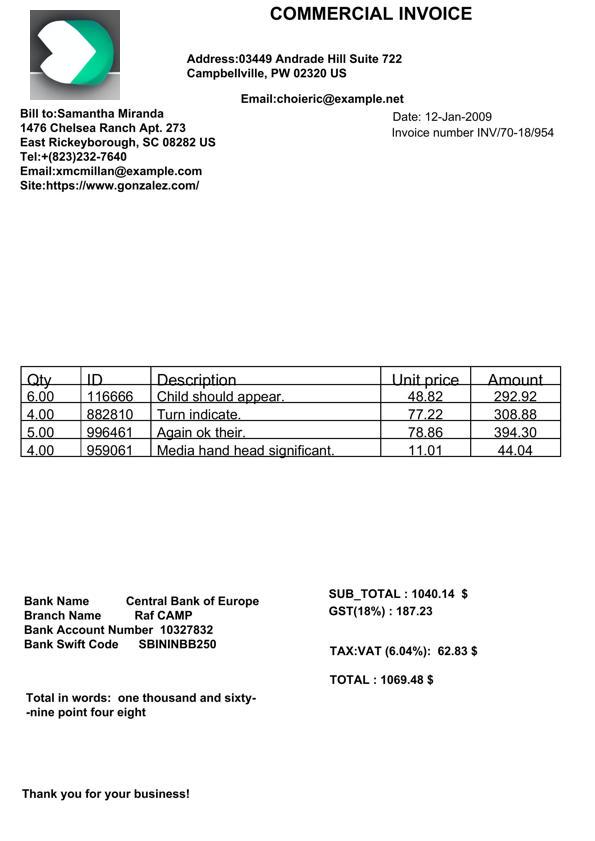 COMMERCIAL INVOICE
Address:03449 Andrade Hill Suite 722
Campbellville, PW 02320 US
Email:choieric@example.net
Bill to:Samantha Miranda
1476 Chelsea Ranch Apt. 273
East Rickeyborough, SC 08282 US
Tel:+(823)232-7640
Email:xmcmillan@example.com
Site:https://www.gonzalez.com/
Date: 12-Jan-2009
Invoice number INV/70-18/954
Qty ID Description Unit price Amount
6.00 116666 Child should appear. 48.82 292.92
4.00 882810 Turn indicate. 77.22 308.88
5.00 996461 Again ok their. 78.86 394.30
4.00 959061 Media hand head significant. 11.01 44.04
Bank Name Central Bank of Europe
Branch Name Raf CAMP
Bank Account Number 10327832
Bank Swift Code SBININBB250
SUB_TOTAL : 1040.14 $
GST(18%) : 187.23
TAX:VAT (6.04%): 62.83 $
TOTAL : 1069.48 $
Total in words: one thousand and sixty-
-nine point four eight
Thank you for your business!